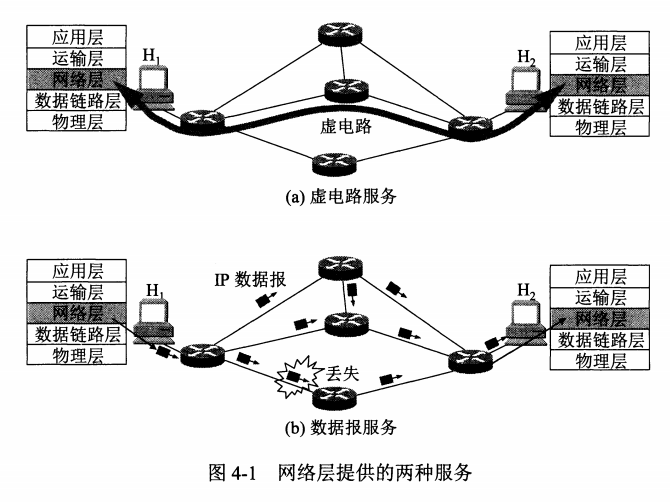 应用层
运输层
网络层
数据链路层
物理层
H1
虚电路
H2
应用层
运输层
网络层
数据链路层
物理层
(a) 虚电路服务
应用层
运输层
网络层
数据链路层
物理层
H1
IP 数据报
丢失
H2
应用层
运输层
网络层
数据链路层
物理层
(b) 数据报服务
图 4-1 网络层提供的两种服务